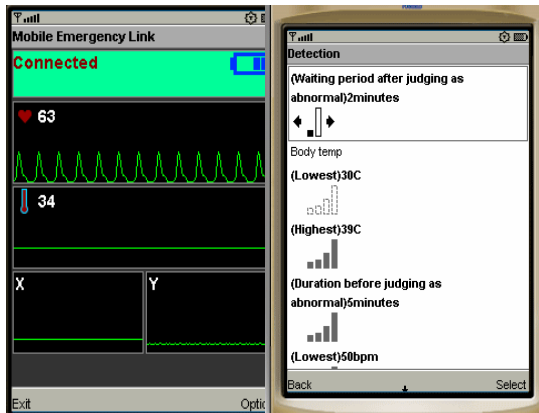 Mobile Emergency Link
Connected
63
34
X
Y
Exit
Detection
(Waiting period after judging as
abnormal)2minutes
Body temp
(Lowest)30C
(Highest)39C
(Duration before judging as
abnormal)5minutes
(Lowest)50bpm
Back
Select